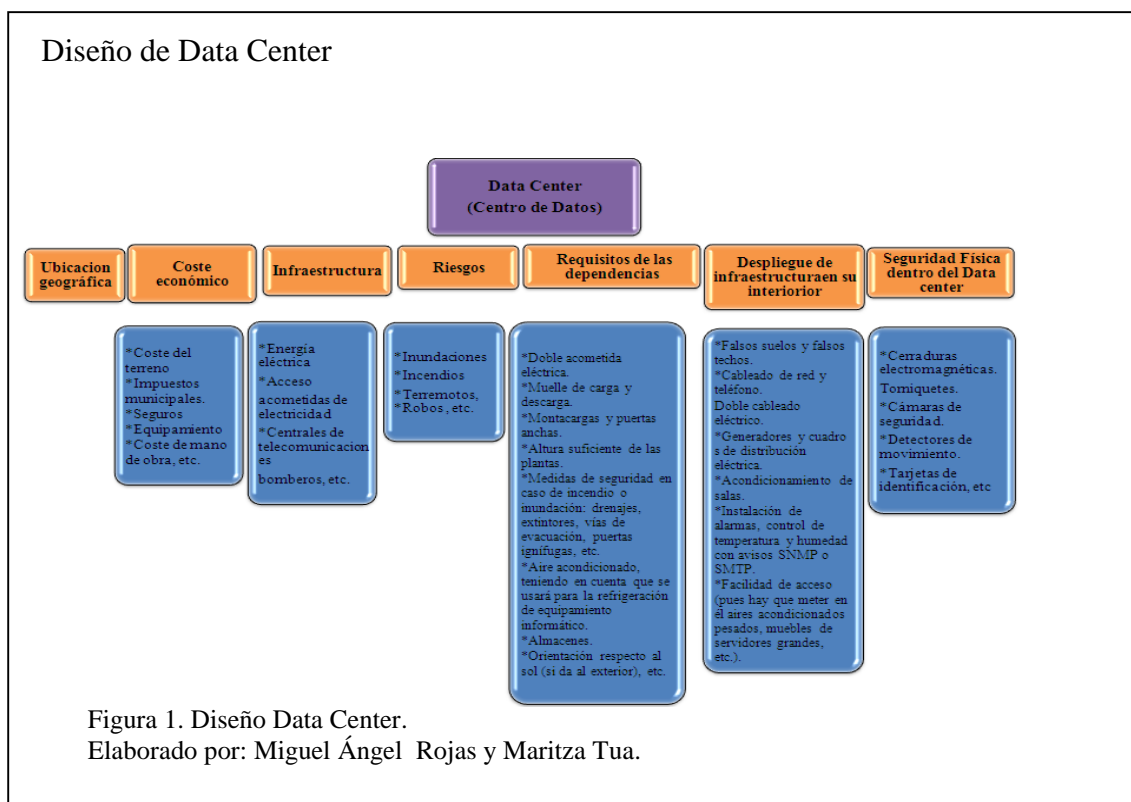 Diseño de Data Center
Data Center
(Centro de Datos)
Ubicacion
geográfica
Coste
económico
Infraestructura
Riesgos
Requisitos de las
dependencias
Despliegue de
infraestructuraen su
interiorior
Seguridad Física
dentro del Data
center
*Coste del
terreno
*Impuestos
municipales.
*Seguros
*Equipamiento
*Coste de mano
de obra, etc.
*Energía
eléctrica
*Acceso
acometidas de
electricidad
*Centrales de
telecomunicacion
es
bomberos, etc.
*Inundaciones
*Incendios
*Terremotos,
*Robos, etc.
*Doble acometida
eléctrica.
*Muelle de carga y
descarga.
*Montacargas y puertas
anchas.
*Altura suficiente de las
plantas.
*Medidas de seguridad en
caso de incendio o
inundación: drenajes,
extintores, vías de
evacuación, puertas
ignífugas, etc.
*Aire acondicionado,
teniendo en cuenta que se
usará para la refrigeración
de equipamiento
informático.
*Almacenes.
*Orientación respecto al
sol (si da al exterior), etc.
*Falsos suelos y falsos
techos.
*Cableado de red y
teléfono.
Doble cableado
eléctrico.
*Generadores y cuadro
s de distribución
eléctrica.
*Acondicionamiento de
salas.
*Instalación de
alarmas, control de
temperatura y humedad
con avisos SNMP o
SMTP.
*Facilidad de acceso
(pues hay que meter en
él aires acondicionados
pesados, muebles de
servidores grandes,
etc.).
*Cerraduras
electromagnéticas.
Torniquetes.
*Cámaras de
seguridad.
*Detectores de
movimiento.
*Tarjetas de
identificación, etc
Figura 1. Diseño Data Center.
Elaborado por: Miguel Ángel Rojas y Maritza Tua.